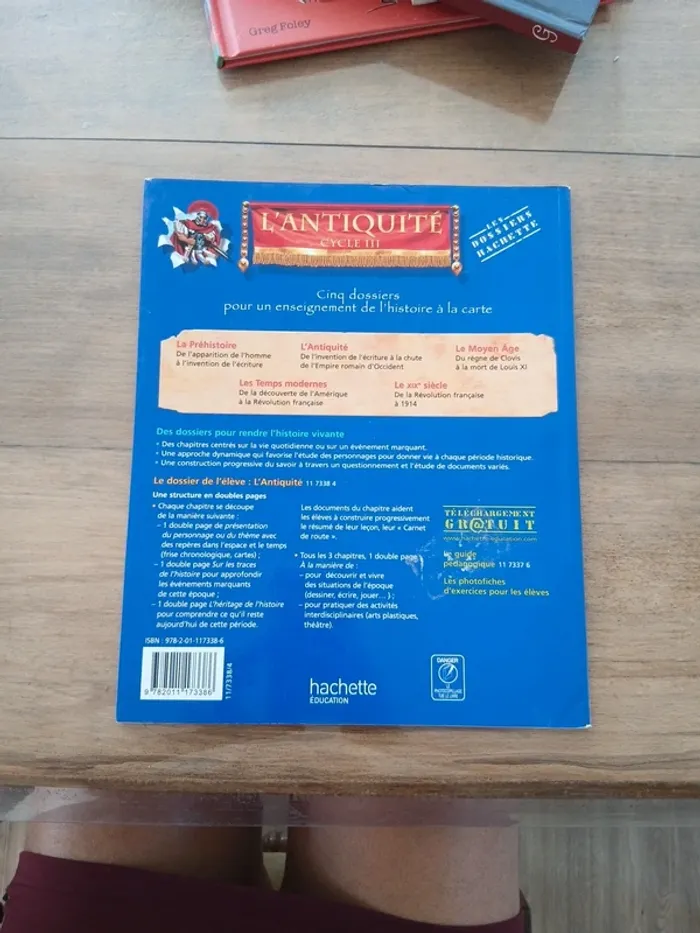 Greg Foley
L'ANTIQUITÉ
CYCLE III
LES
DOSSIERS
HACHETTE
Cinq dossiers
pour un enseignement de l'histoire à la carte
La Préhistoire
De l'apparition de l'homme
à l'invention de l'écriture
L'Antiquité
De l'invention de l'écriture à la chute
de l'Empire romain d'Occident
Le Moyen Âge
Du règne de Clovis
à la mort de Louis XI
Les Temps modernes
De la découverte de l'Amérique
à la Révolution française
Le XIXe siècle
De la Révolution française
à 1914
Des dossiers pour rendre l'histoire vivante
• Des chapitres centrés sur la vie quotidienne ou sur un événement marquant.
• Une approche dynamique qui favorise l'étude des personnages pour donner vie à chaque période historique.
• Une construction progressive du savoir à travers un questionnement et l'étude de documents variés.
Le dossier de l'élève : L'Antiquité 11 7338 4
Une structure en doubles pages
• Chaque chapitre se découpe
de la manière suivante :
– 1 double page de présentation
du personnage ou du thème avec
des repères dans l'espace et le temps
(frise chronologique, cartes) ;
– 1 double page Sur les traces
de l'histoire pour approfondir
les événements marquants
de cette époque ;
– 1 double page L'héritage de l'histoire
pour comprendre ce qu'il reste
aujourd'hui de cette période.
Les documents du chapitre aident
les élèves à construire progressivement
le résumé de leur leçon, leur « Carnet
de route ».
• Tous les 3 chapitres, 1 double page
À la manière de :
– pour découvrir et vivre
des situations de l'époque
(dessiner, écrire, jouer... ) ;
– pour pratiquer des activités
interdisciplinaires (arts plastiques,
théâtre).
TÉLÉCHARGEMENT
GR@TUIT
www.hachette-education.com
Le guide
pédagogique 11 7337 6
Les photofiches
d'exercices pour les élèves
ISBN : 978-2-01-117338-6
9 782011 173386
11/7338/4
hachette
ÉDUCATION
DANGER
LE
PHOTOCOPILLAGE
TUE LE LIVRE